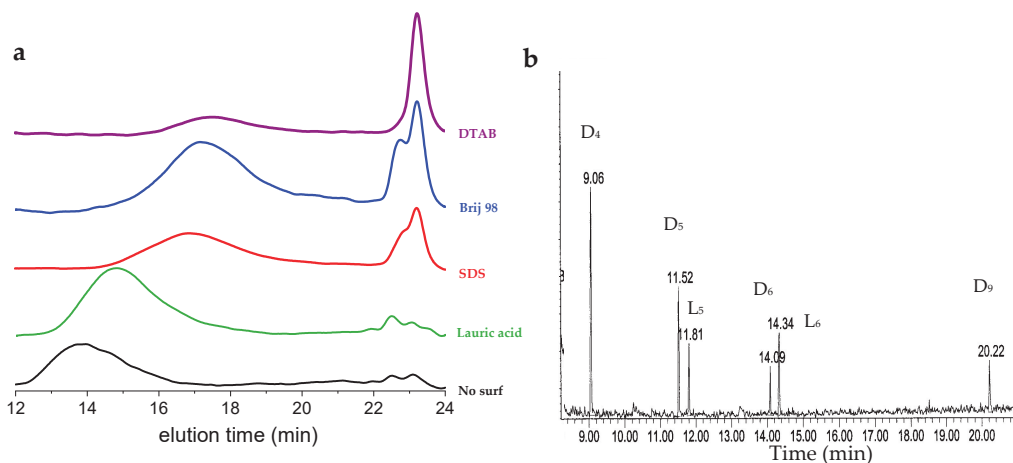 a
DTAB
Brij 98
SDS
Lauric acid
No surf
12 14 16 18 20 22 24
elution time (min)
b
D4
9.06
D5
11.52
L5
11.81
D6
14.34
L6
14.09
D9
20.22
9.00 10.00 11.00 12.00 13.00 14.00 15.00 16.00 17.00 18.00 19.00 20.00
Time (min)